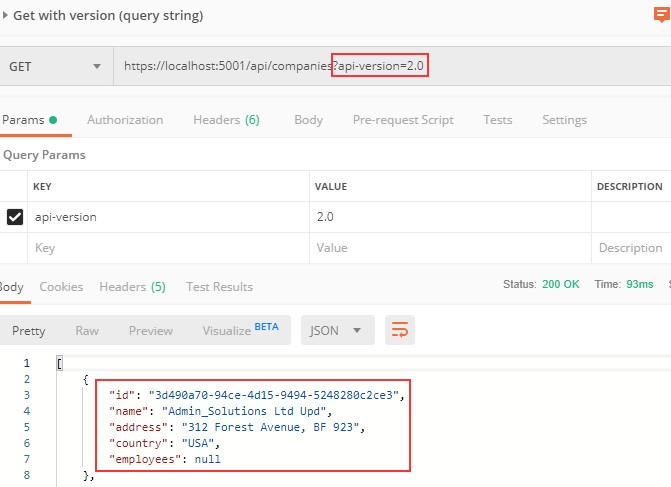 Get with version (query string)
GET https://localhost:5001/api/companies?api-version=2.0
Params Authorization Headers (6) Body Pre-request Script Tests Settings
Query Params
KEY VALUE DESCRIPTION
api-version 2.0
Key Value Description
Body Cookies Headers (5) Test Results Status: 200 OK Time: 93ms
Pretty Raw Preview Visualize BETA JSON
1 [
2 {
3 "id": "3d490a70-94ce-4d15-9494-5248280c2ce3",
4 "name": "Admin_Solutions Ltd Upd",
5 "address": "312 Forest Avenue, BF 923",
6 "country": "USA",
7 "employees": null
8 },